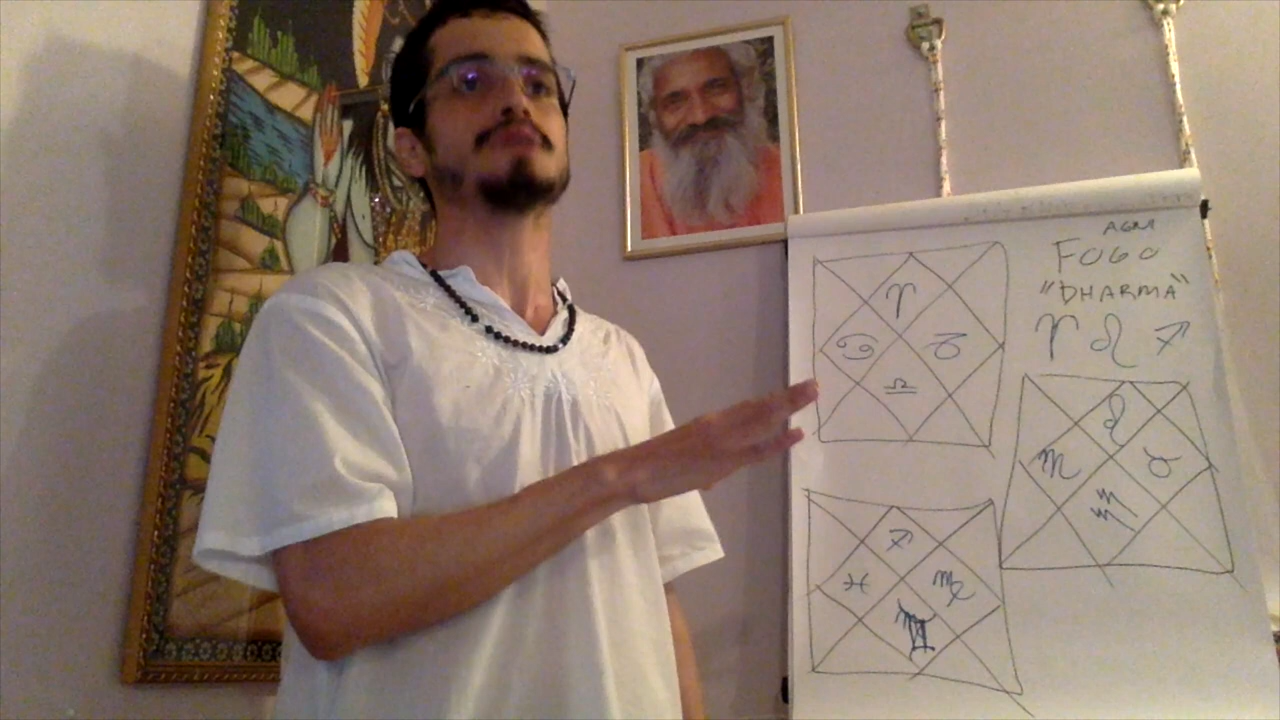 AGNI
FOGO
"DHARMA"
♈ ♌ ♐
♈
♋ ♑
♎
♌
♏ ♉
♒
♐
♓ ♍
♊